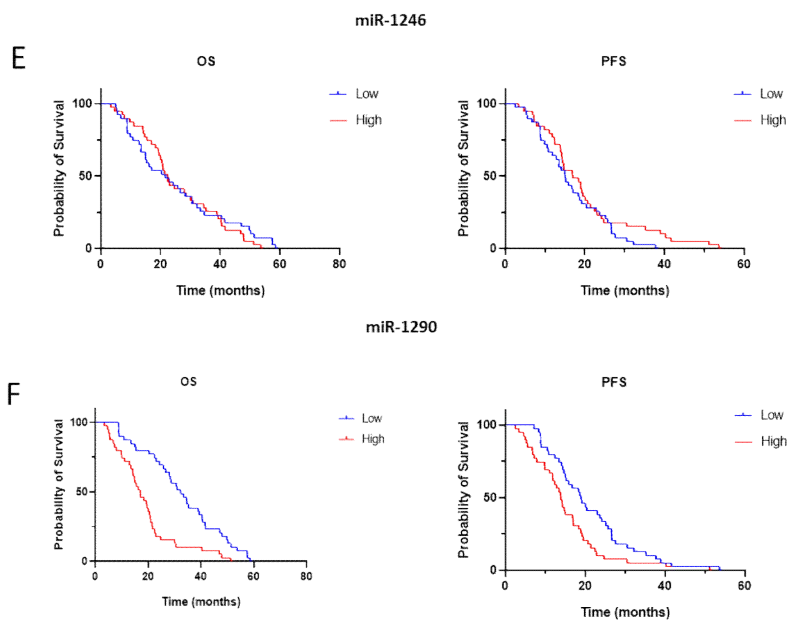 miR-1246
E
OS
PFS
Low
High
Low
High
Probability of Survival
100
50
0
0 20 40 60 80
Time (months)
Probability of Survival
100
50
0
0 20 40 60
Time (months)
miR-1290
F
OS
PFS
Low
High
Low
High
Probability of Survival
100
50
0
0 20 40 60 80
Time (months)
Probability of Survival
100
50
0
0 20 40 60
Time (months)